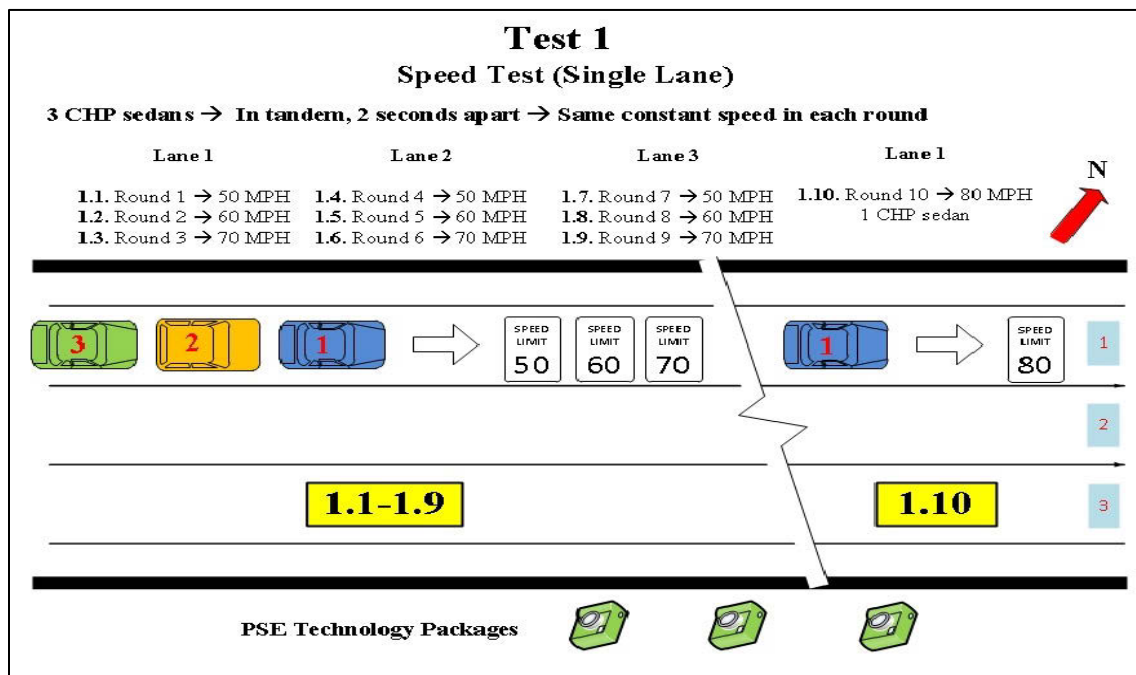 Test 1
Speed Test (Single Lane)
3 CHP sedans → In tandem, 2 seconds apart → Same constant speed in each round
Lane 1
1.1. Round 1 → 50 MPH
1.2. Round 2 → 60 MPH
1.3. Round 3 → 70 MPH
Lane 2
1.4. Round 4 → 50 MPH
1.5. Round 5 → 60 MPH
1.6. Round 6 → 70 MPH
Lane 3
1.7. Round 7 → 50 MPH
1.8. Round 8 → 60 MPH
1.9. Round 9 → 70 MPH
Lane 1
1.10. Round 10 → 80 MPH
1 CHP sedan
N
3
2
1
SPEED
LIMIT
50
SPEED
LIMIT
60
SPEED
LIMIT
70
1
SPEED
LIMIT
80
1
2
3
1.1-1.9
1.10
PSE Technology Packages